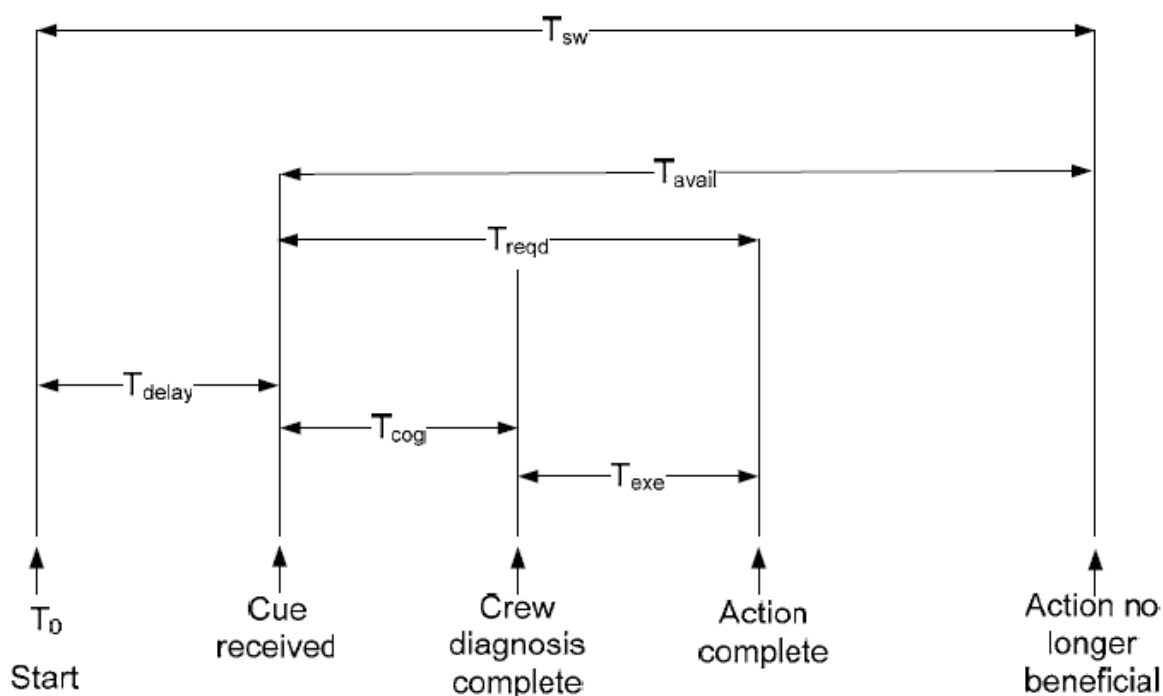 Tsw
Tavail
Treqd
Tdelay
Tcog
Texe
T0
Start
Cue
received
Crew
diagnosis
complete
Action
complete
Action no
longer
beneficial